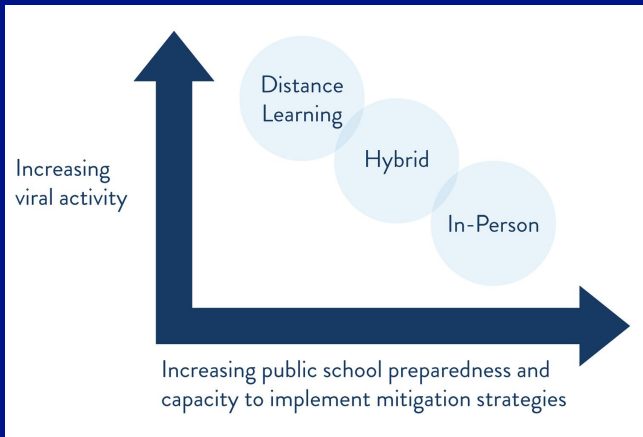 Distance
Learning
Hybrid
Increasing
viral activity
In-Person
Increasing public school preparedness and
capacity to implement mitigation strategies